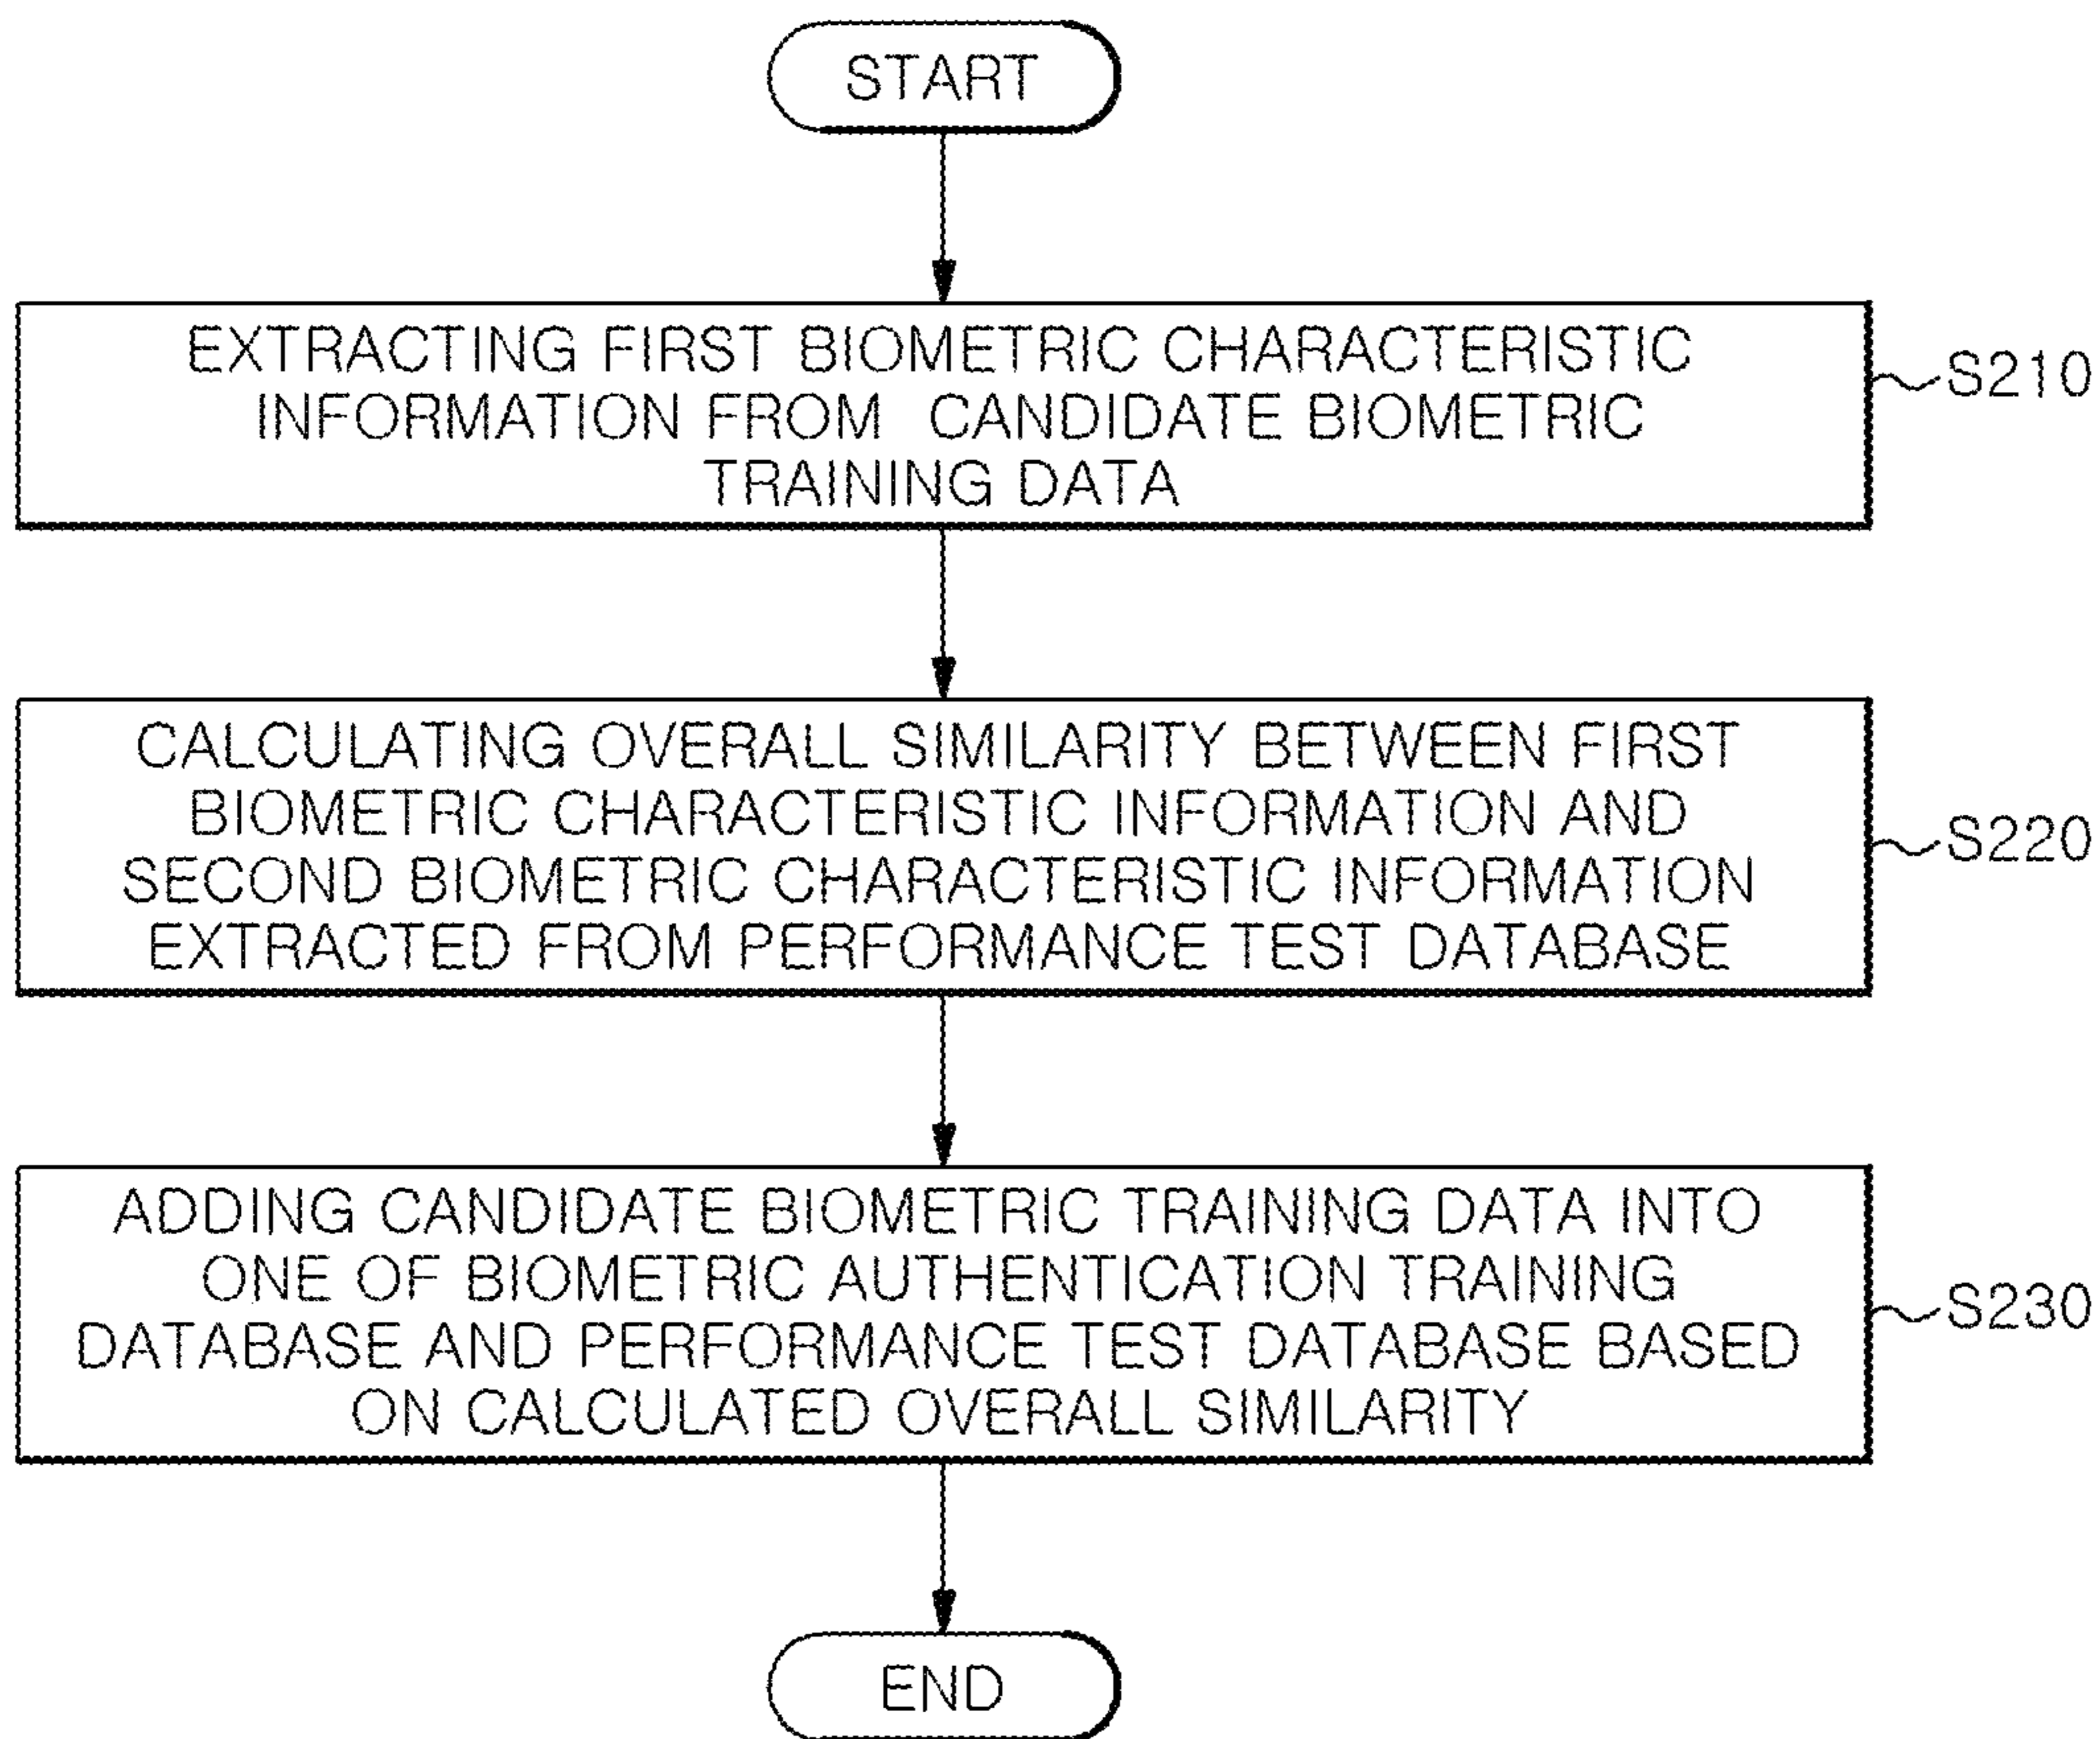 START
EXTRACTING FIRST BIOMETRIC CHARACTERISTIC
INFORMATION FROM CANDIDATE BIOMETRIC
TRAINING DATA
S210
CALCULATING OVERALL SIMILARITY BETWEEN FIRST
BIOMETRIC CHARACTERISTIC INFORMATION AND
SECOND BIOMETRIC CHARACTERISTIC INFORMATION
EXTRACTED FROM PERFORMANCE TEST DATABASE
S220
ADDING CANDIDATE BIOMETRIC TRAINING DATA INTO
ONE OF BIOMETRIC AUTHENTICATION TRAINING
DATABASE AND PERFORMANCE TEST DATABASE BASED
ON CALCULATED OVERALL SIMILARITY
S230
END